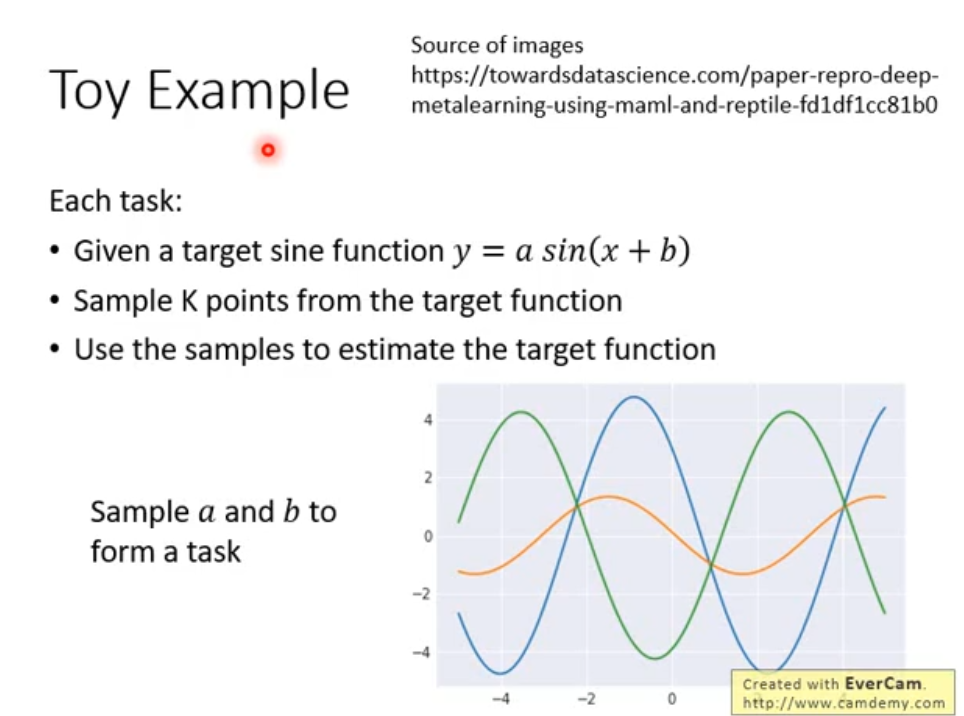 Source of images
https://towardsdatascience.com/paper-repro-deep-
metalearning-using-maml-and-reptile-fd1df1cc81b0
Toy Example
Each task:
• Given a target sine function y = a sin(x + b)
• Sample K points from the target function
• Use the samples to estimate the target function
Sample a and b to
form a task
4
2
0
−2
−4
−4 −2 0
Created with EverCam.
http://www.camdemy.com